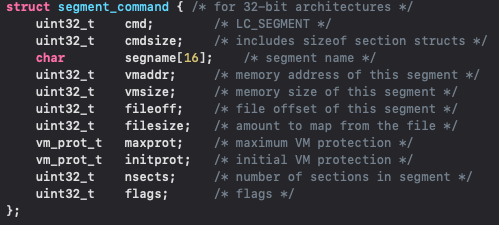 struct segment_command { /* for 32-bit architectures */
    uint32_t    cmd;        /* LC_SEGMENT */
    uint32_t    cmdsize;    /* includes sizeof section structs */
    char        segname[16];    /* segment name */
    uint32_t    vmaddr;     /* memory address of this segment */
    uint32_t    vmsize;     /* memory size of this segment */
    uint32_t    fileoff;    /* file offset of this segment */
    uint32_t    filesize;   /* amount to map from the file */
    vm_prot_t   maxprot;    /* maximum VM protection */
    vm_prot_t   initprot;   /* initial VM protection */
    uint32_t    nsects;     /* number of sections in segment */
    uint32_t    flags;      /* flags */
};